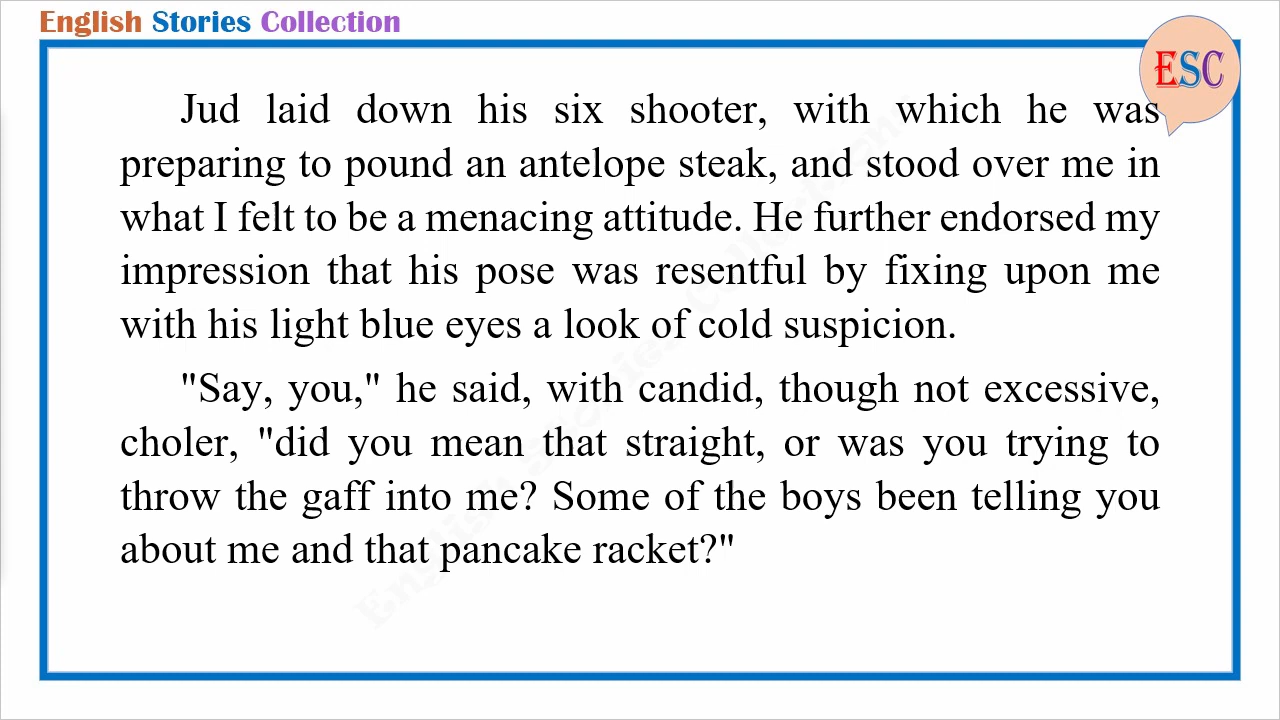 English Stories Collection
ESC
Jud laid down his six shooter, with which he was
preparing to pound an antelope steak, and stood over me in
what I felt to be a menacing attitude. He further endorsed my
impression that his pose was resentful by fixing upon me
with his light blue eyes a look of cold suspicion.
"Say, you," he said, with candid, though not excessive,
choler, "did you mean that straight, or was you trying to
throw the gaff into me? Some of the boys been telling you
about me and that pancake racket?"